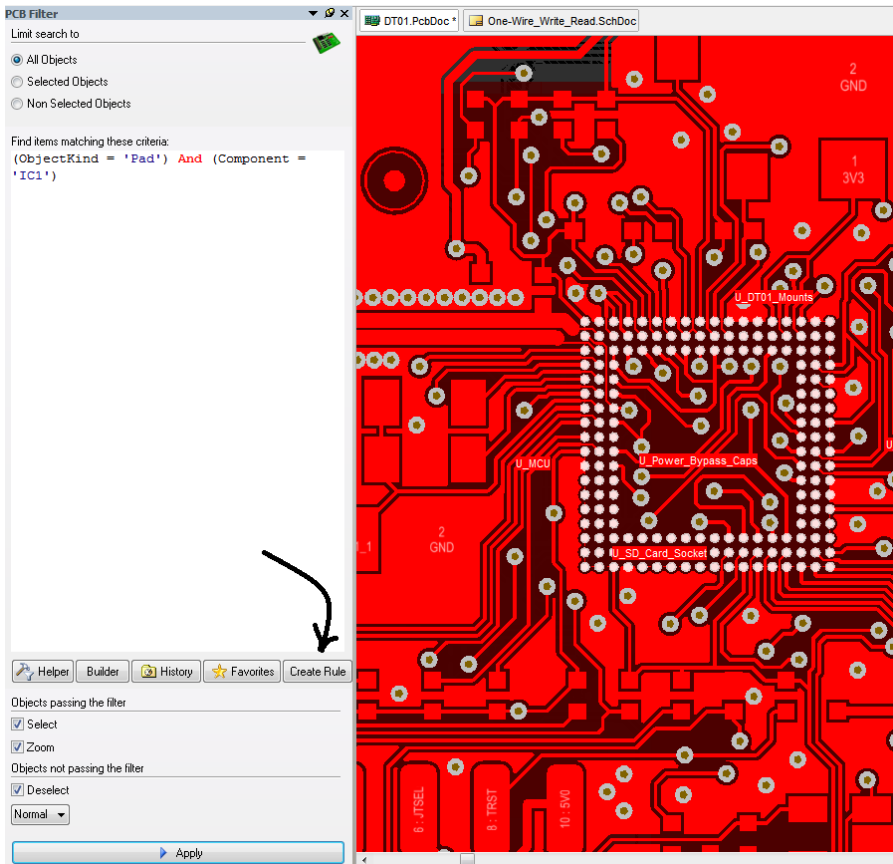 PCB Filter
Limit search to
All Objects
Selected Objects
Non Selected Objects
Find items matching these criteria:
(ObjectKind = 'Pad') And (Component =
'IC1')
Helper
Builder
History
Favorites
Create Rule
Objects passing the filter
Select
Zoom
Objects not passing the filter
Deselect
Normal
Apply
DT01.PcbDoc *
One-Wire_Write_Read.SchDoc
2
GND
1
3V3
U_DT01_Mounts
U_MCU
U_Power_Bypass_Caps
U
2
GND
1_1
U_SD_Card_Socket
6 : JTSEL
8 : TRST
10 : 5V0